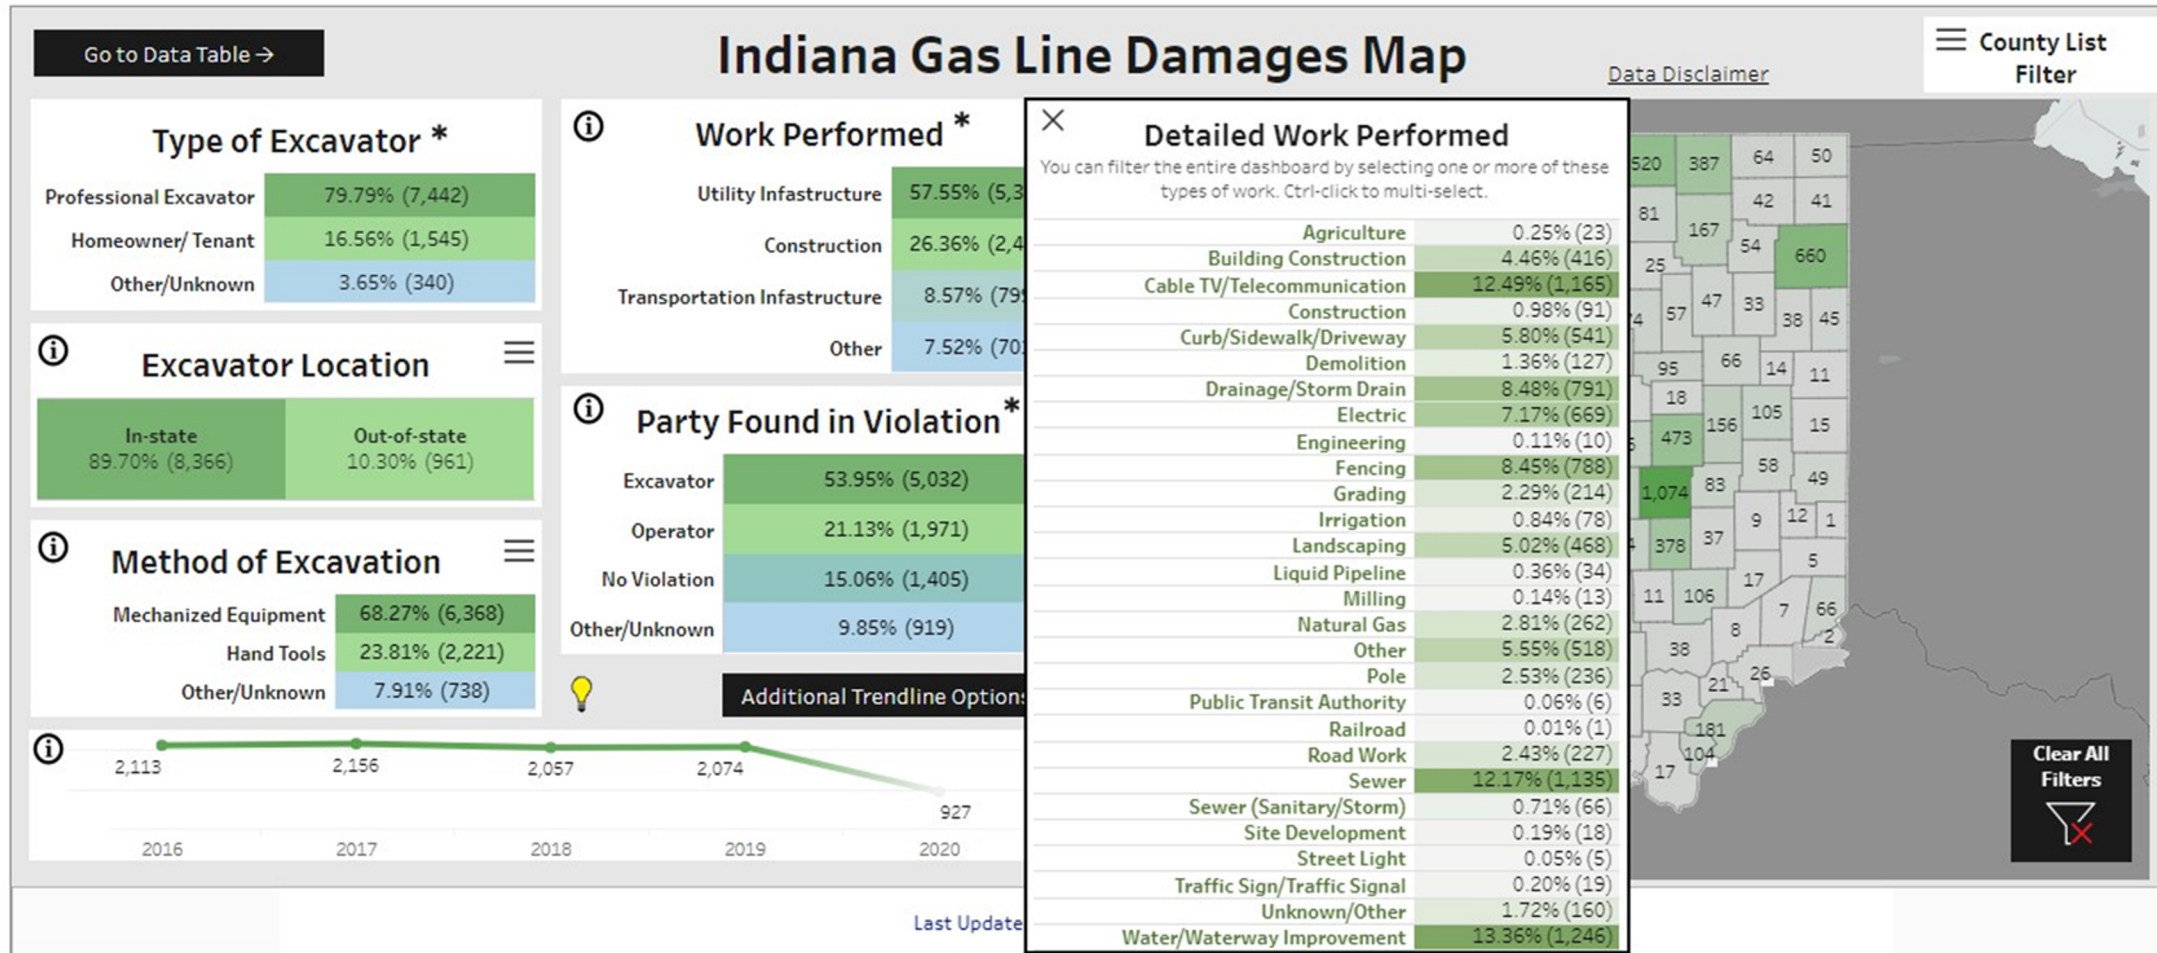 Go to Data Table →
Indiana Gas Line Damages Map
Data Disclaimer
County List
Filter
Type of Excavator *
Professional Excavator 79.79% (7,442)
Homeowner/ Tenant 16.56% (1,545)
Other/Unknown 3.65% (340)
Excavator Location
In-state
89.70% (8,366)
Out-of-state
10.30% (961)
Method of Excavation
Mechanized Equipment 68.27% (6,368)
Hand Tools 23.81% (2,221)
Other/Unknown 7.91% (738)
Work Performed *
Utility Infastructure 57.55% (5,3
Construction 26.36% (2,4
Transportation Infastructure 8.57% (79
Other 7.52% (70
Party Found in Violation *
Excavator 53.95% (5,032)
Operator 21.13% (1,971)
No Violation 15.06% (1,405)
Other/Unknown 9.85% (919)
Additional Trendline Options
2,113 2,156 2,057 2,074 927
2016 2017 2018 2019 2020
Last Update
Detailed Work Performed
You can filter the entire dashboard by selecting one or more of these
types of work. Ctrl-click to multi-select.
Agriculture 0.25% (23)
Building Construction 4.46% (416)
Cable TV/Telecommunication 12.49% (1,165)
Construction 0.98% (91)
Curb/Sidewalk/Driveway 5.80% (541)
Demolition 1.36% (127)
Drainage/Storm Drain 8.48% (791)
Electric 7.17% (669)
Engineering 0.11% (10)
Fencing 8.45% (788)
Grading 2.29% (214)
Irrigation 0.84% (78)
Landscaping 5.02% (468)
Liquid Pipeline 0.36% (34)
Milling 0.14% (13)
Natural Gas 2.81% (262)
Other 5.55% (518)
Pole 2.53% (236)
Public Transit Authority 0.06% (6)
Railroad 0.01% (1)
Road Work 2.43% (227)
Sewer 12.17% (1,135)
Sewer (Sanitary/Storm) 0.71% (66)
Site Development 0.19% (18)
Street Light 0.05% (5)
Traffic Sign/Traffic Signal 0.20% (19)
Unknown/Other 1.72% (160)
Water/Waterway Improvement 13.36% (1,246)
520 387 64 50
42 41
81 167
54
25 660
57 47 33
38 45
95 66 14 11
18
473 156 105 15
58
1,074 83 49
9 12 1
378 37
5
17
11 106
7 66
8 2
38
26
33 21
181
104
17
Clear All
Filters